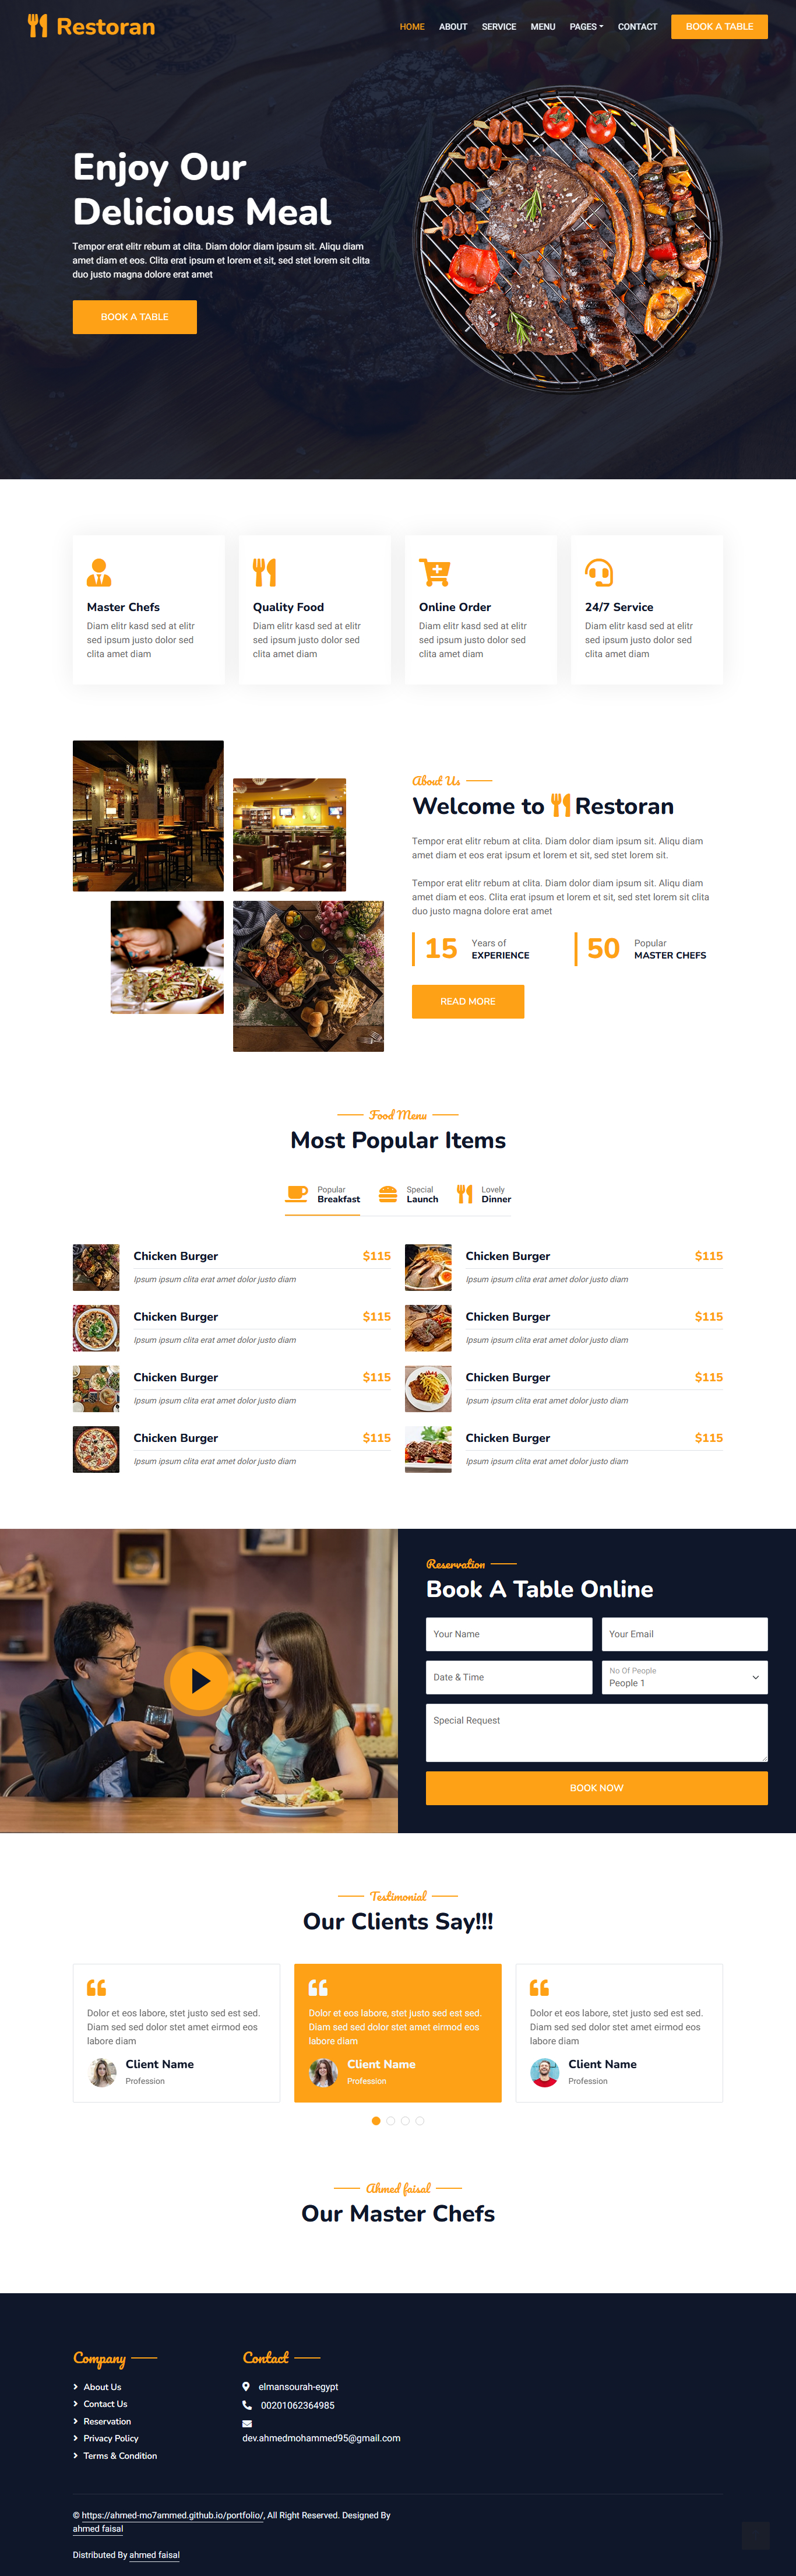 Restoran
HOME ABOUT SERVICE MENU PAGES CONTACT BOOK A TABLE
Enjoy Our
Delicious Meal
Tempor erat elitr rebum at clita. Diam dolor diam ipsum sit. Aliqu diam
amet diam et eos. Clita erat ipsum et lorem et sit, sed stet lorem sit clita
duo justo magna dolore erat amet
BOOK A TABLE
Master Chefs
Diam elitr kasd sed at elitr
sed ipsum justo dolor sed
clita amet diam
Quality Food
Diam elitr kasd sed at elitr
sed ipsum justo dolor sed
clita amet diam
Online Order
Diam elitr kasd sed at elitr
sed ipsum justo dolor sed
clita amet diam
24/7 Service
Diam elitr kasd sed at elitr
sed ipsum justo dolor sed
clita amet diam
About Us
Welcome to Restoran
Tempor erat elitr rebum at clita. Diam dolor diam ipsum sit. Aliqu diam
amet diam et eos erat ipsum et lorem et sit, sed stet lorem sit.
Tempor erat elitr rebum at clita. Diam dolor diam ipsum sit. Aliqu diam
amet diam et eos. Clita erat ipsum et lorem et sit, sed stet lorem sit clita
duo justo magna dolore erat amet
15 Years of
EXPERIENCE
50 Popular
MASTER CHEFS
READ MORE
Food Menu
Most Popular Items
Popular
Breakfast
Special
Launch
Lovely
Dinner
Chicken Burger $115
Ipsum ipsum clita erat amet dolor justo diam
Chicken Burger $115
Ipsum ipsum clita erat amet dolor justo diam
Chicken Burger $115
Ipsum ipsum clita erat amet dolor justo diam
Chicken Burger $115
Ipsum ipsum clita erat amet dolor justo diam
Chicken Burger $115
Ipsum ipsum clita erat amet dolor justo diam
Chicken Burger $115
Ipsum ipsum clita erat amet dolor justo diam
Chicken Burger $115
Ipsum ipsum clita erat amet dolor justo diam
Chicken Burger $115
Ipsum ipsum clita erat amet dolor justo diam
Reservation
Book A Table Online
Your Name
Your Email
Date & Time
No Of People
People 1
Special Request
BOOK NOW
Testimonial
Our Clients Say!!!
Dolor et eos labore, stet justo sed est sed.
Diam sed sed dolor stet amet eirmod eos
labore diam
Client Name
Profession
Dolor et eos labore, stet justo sed est sed.
Diam sed sed dolor stet amet eirmod eos
labore diam
Client Name
Profession
Dolor et eos labore, stet justo sed est sed.
Diam sed sed dolor stet amet eirmod eos
labore diam
Client Name
Profession
Ahmed faisal
Our Master Chefs
Company
About Us
Contact Us
Reservation
Privacy Policy
Terms & Condition
Contact
elmansourah-egypt
00201062364985
dev.ahmedmohammed95@gmail.com
© https://ahmed-mo7ammed.github.io/portfolio/, All Right Reserved. Designed By
ahmed faisal
Distributed By ahmed faisal